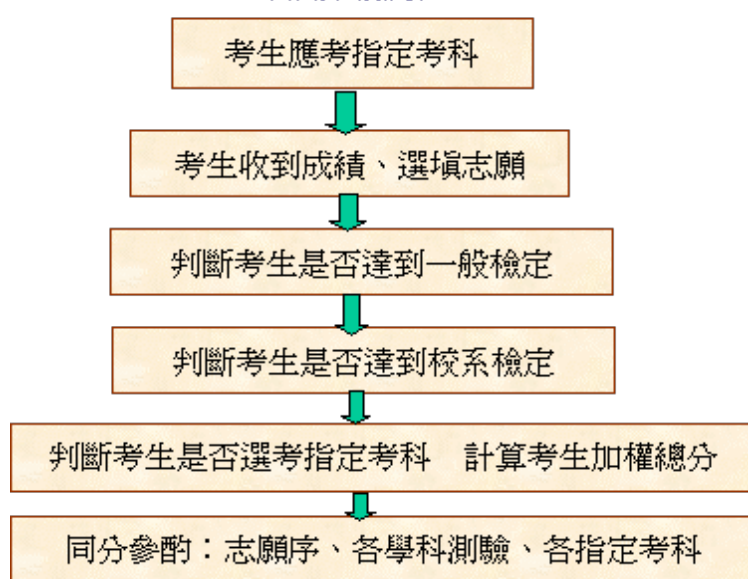 考生應考指定考科
考生收到成績、選填志願
判斷考生是否達到一般檢定
判斷考生是否達到校系檢定
判斷考生是否選考指定考科　計算考生加權總分
同分參酌：志願序、各學科測驗、各指定考科